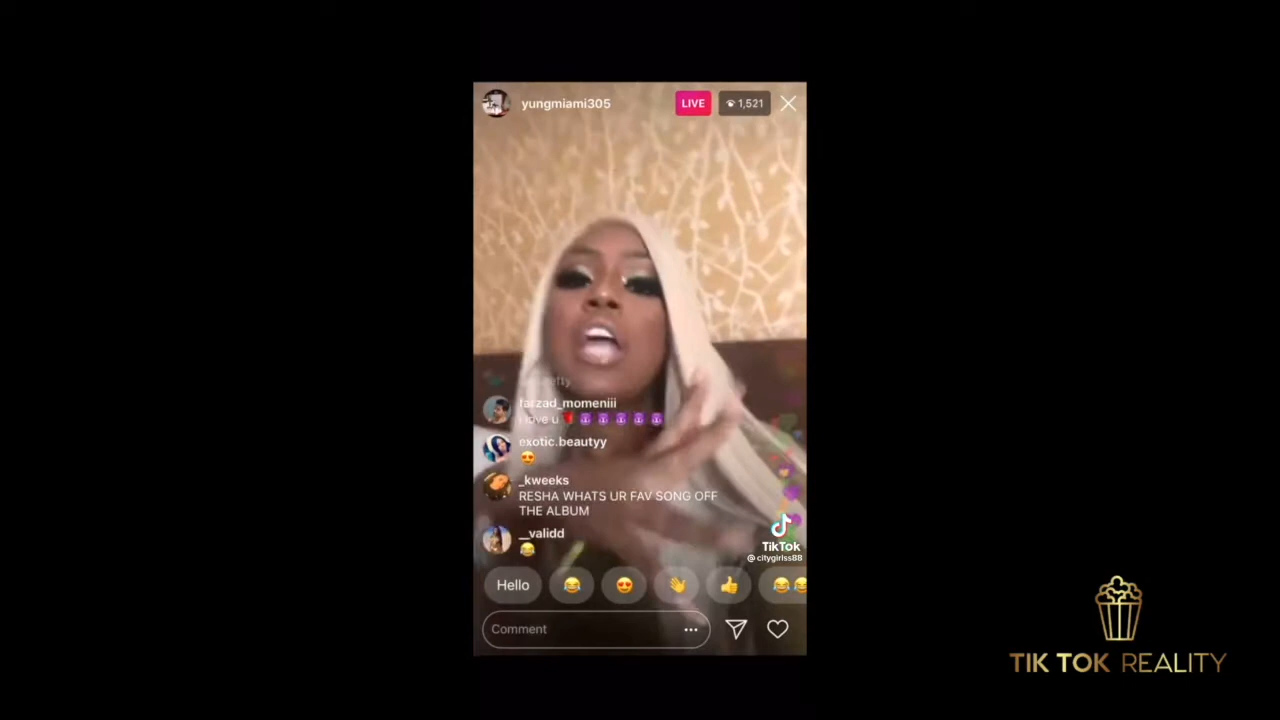 yungmiami305
LIVE
1,521
farzad_momeniii
i love u
exotic.beautyy
_kweeks
RESHA WHATS UR FAV SONG OFF
THE ALBUM
__validd
TikTok
@citygirlss88
Hello
Comment
TIK TOK REALITY